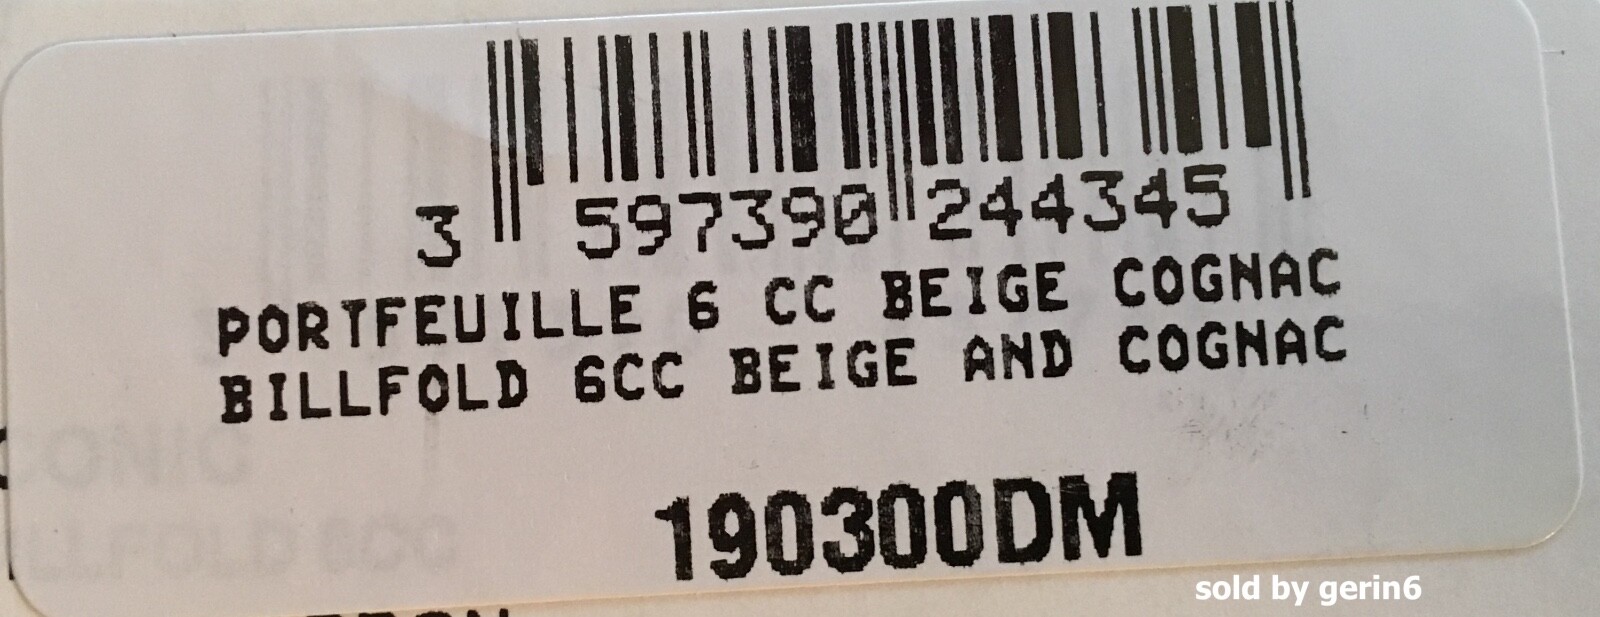 3 597390 244345
PORTFEUILLE 6 CC BEIGE COGNAC
BILLFOLD 6CC BEIGE AND COGNAC
190300DM
sold by gerin6